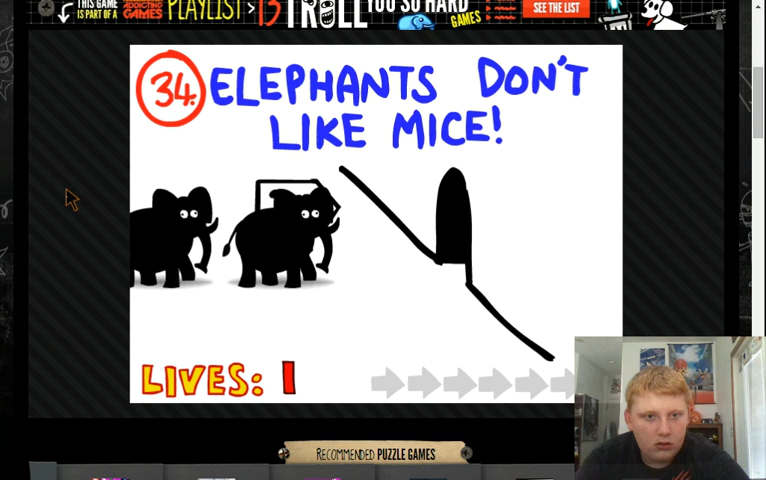 THIS GAME
IS PART OF A
ADDICTING
GAMES
PLAYLIST > 13 TROLL YOU SO HARD
GAMES
SEE THE LIST
34. ELEPHANTS DON'T
LIKE MICE!
LIVES: 1
RECOMMENDED PUZZLE GAMES